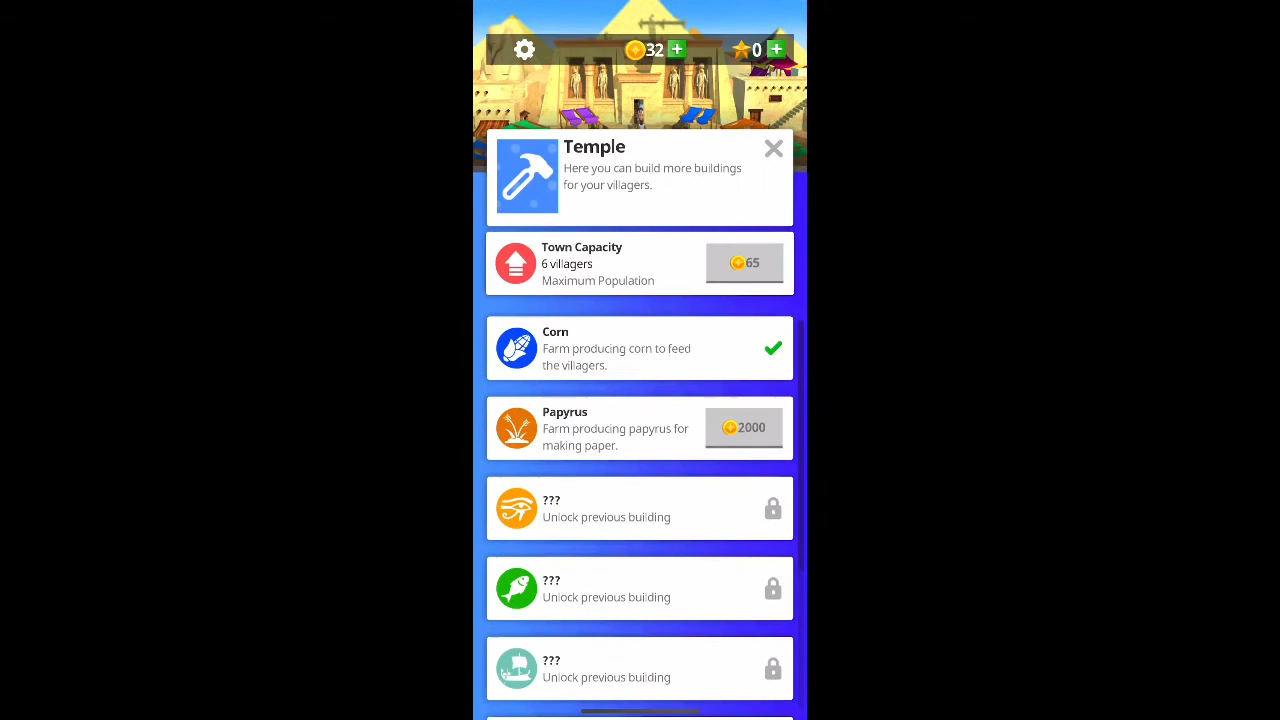 32
0
Temple
Here you can build more buildings
for your villagers.
Town Capacity
6 villagers
Maximum Population
65
Corn
Farm producing corn to feed
the villagers.
Papyrus
Farm producing papyrus for
making paper.
2000
???
Unlock previous building
???
Unlock previous building
???
Unlock previous building